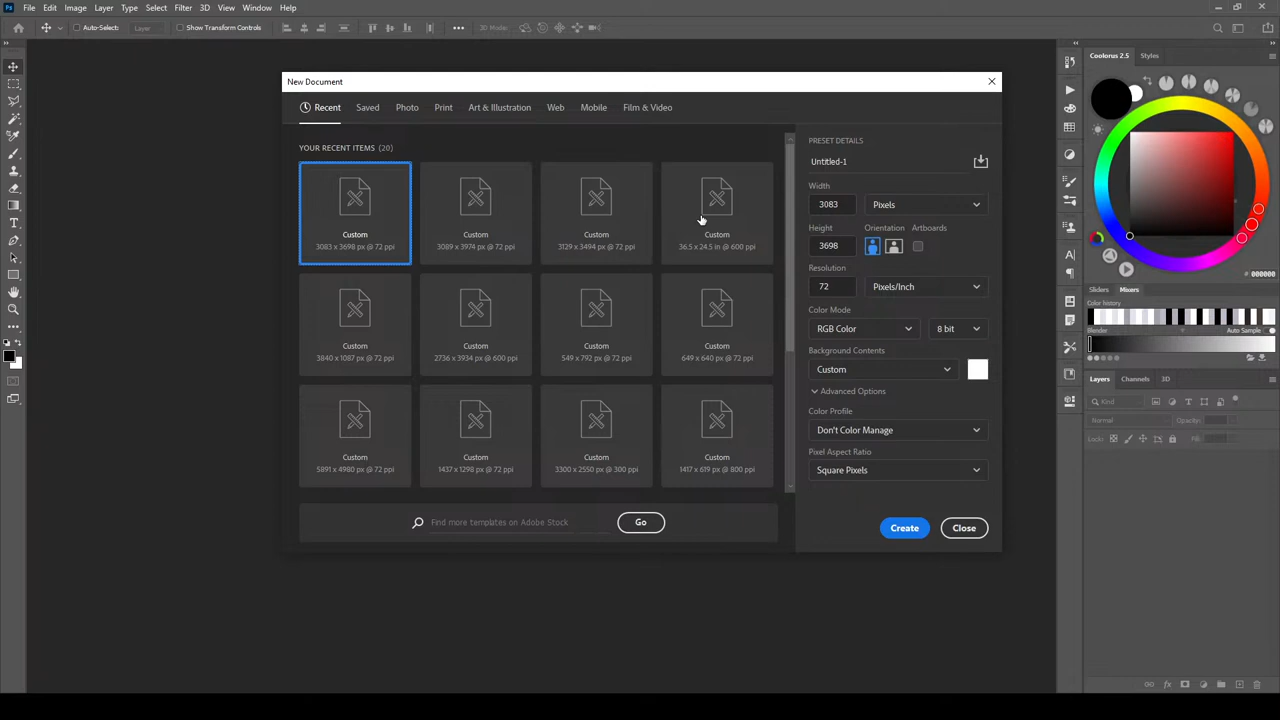 Ps File Edit Image Layer Type Select Filter 3D View Window Help
Auto-Select: Layer Show Transform Controls 3D Mode:
New Document
Recent Saved Photo Print Art & Illustration Web Mobile Film & Video
YOUR RECENT ITEMS (20)
Custom
3083 x 3698 px @ 72 ppi
Custom
3089 x 3974 px @ 72 ppi
Custom
3129 x 3494 px @ 72 ppi
Custom
36.5 x 24.5 in @ 600 ppi
Custom
3840 x 1087 px @ 72 ppi
Custom
2736 x 3934 px @ 600 ppi
Custom
549 x 792 px @ 72 ppi
Custom
649 x 640 px @ 72 ppi
Custom
5891 x 4980 px @ 72 ppi
Custom
1437 x 1298 px @ 72 ppi
Custom
3300 x 2550 px @ 300 ppi
Custom
1417 x 619 px @ 800 ppi
Find more templates on Adobe Stock
Go
PRESET DETAILS
Untitled-1
Width
3083 Pixels
Height Orientation Artboards
3698
Resolution
72 Pixels/Inch
Color Mode
RGB Color 8 bit
Background Contents
Custom
Advanced Options
Color Profile
Don't Color Manage
Pixel Aspect Ratio
Square Pixels
Create Close
Coolorus 2.5 Styles
# 000000
Sliders Mixers
Color history
Blender Auto Sample
Layers Channels 3D
Kind
Normal Opacity:
Lock: Fill: